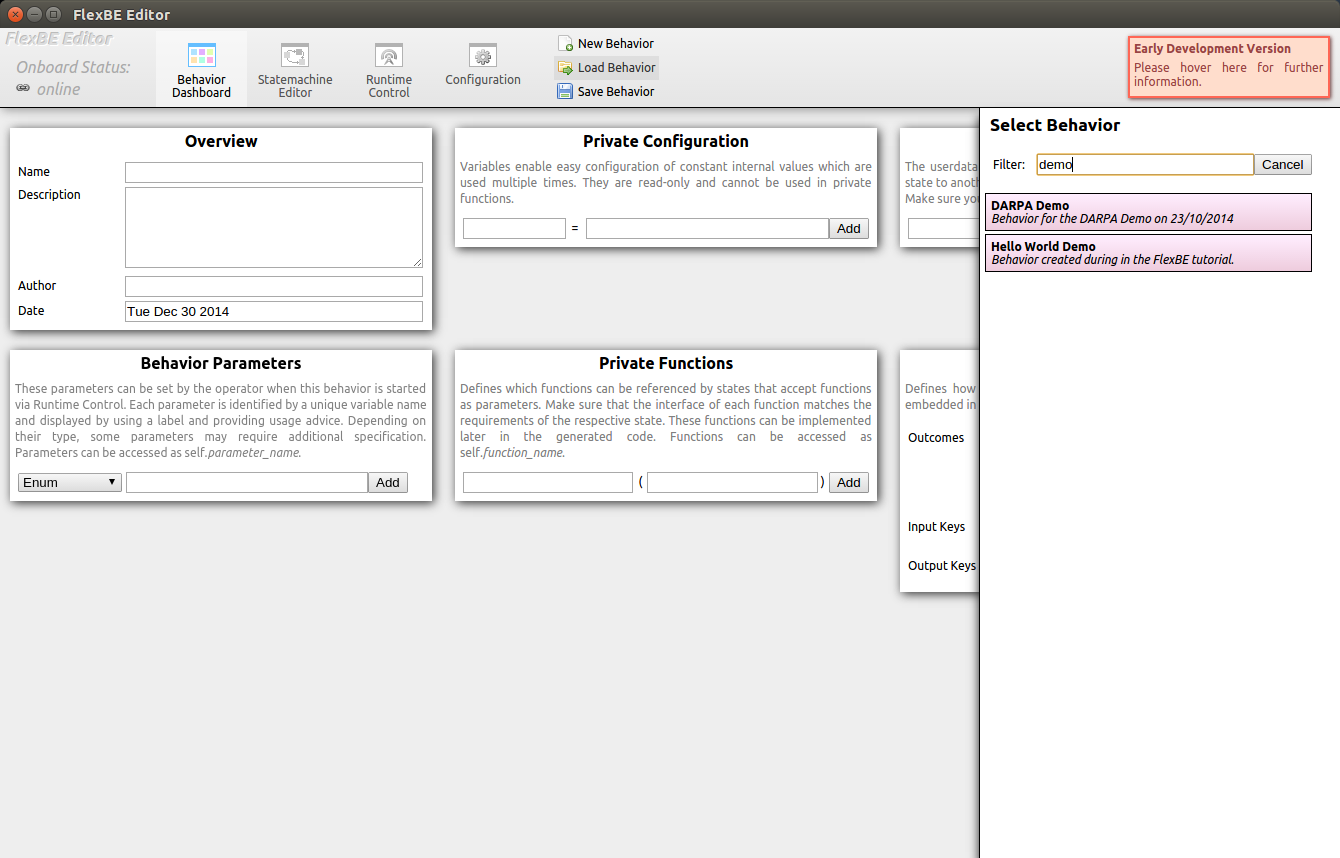 FlexBE Editor
FlexBE Editor
Onboard Status:
online
Behavior
Dashboard
Statemachine
Editor
Runtime
Control
Configuration
New Behavior
Load Behavior
Save Behavior
Early Development Version
Please hover here for further
information.
Overview
Name
Description
Author
Date
Tue Dec 30 2014
Private Configuration
Variables enable easy configuration of constant internal values which are
used multiple times. They are read-only and cannot be used in private
functions.
=
Add
The userdata
state to anot
Make sure you
Select Behavior
Filter:
demo
Cancel
DARPA Demo
Behavior for the DARPA Demo on 23/10/2014
Hello World Demo
Behavior created during in the FlexBE tutorial.
Behavior Parameters
These parameters can be set by the operator when this behavior is started
via Runtime Control. Each parameter is identified by a unique variable name
and displayed by using a label and providing usage advice. Depending on
their type, some parameters may require additional specification.
Parameters can be accessed as self.parameter_name.
Enum
Add
Private Functions
Defines which functions can be referenced by states that accept functions
as parameters. Make sure that the interface of each function matches the
requirements of the respective state. These functions can be implemented
later in the generated code. Functions can be accessed as
self.function_name.
( )
Add
Defines how
embedded in
Outcomes
Input Keys
Output Keys